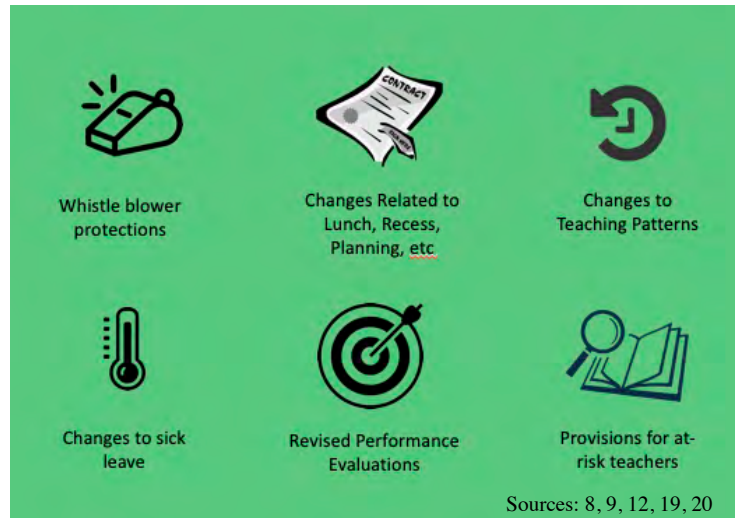 CONTRACT
Whistle blower
protections
Changes Related to
Lunch, Recess,
Planning, etc
Changes to
Teaching Patterns
Changes to sick
leave
Revised Performance
Evaluations
Provisions for at-
risk teachers
Sources: 8, 9, 12, 19, 20